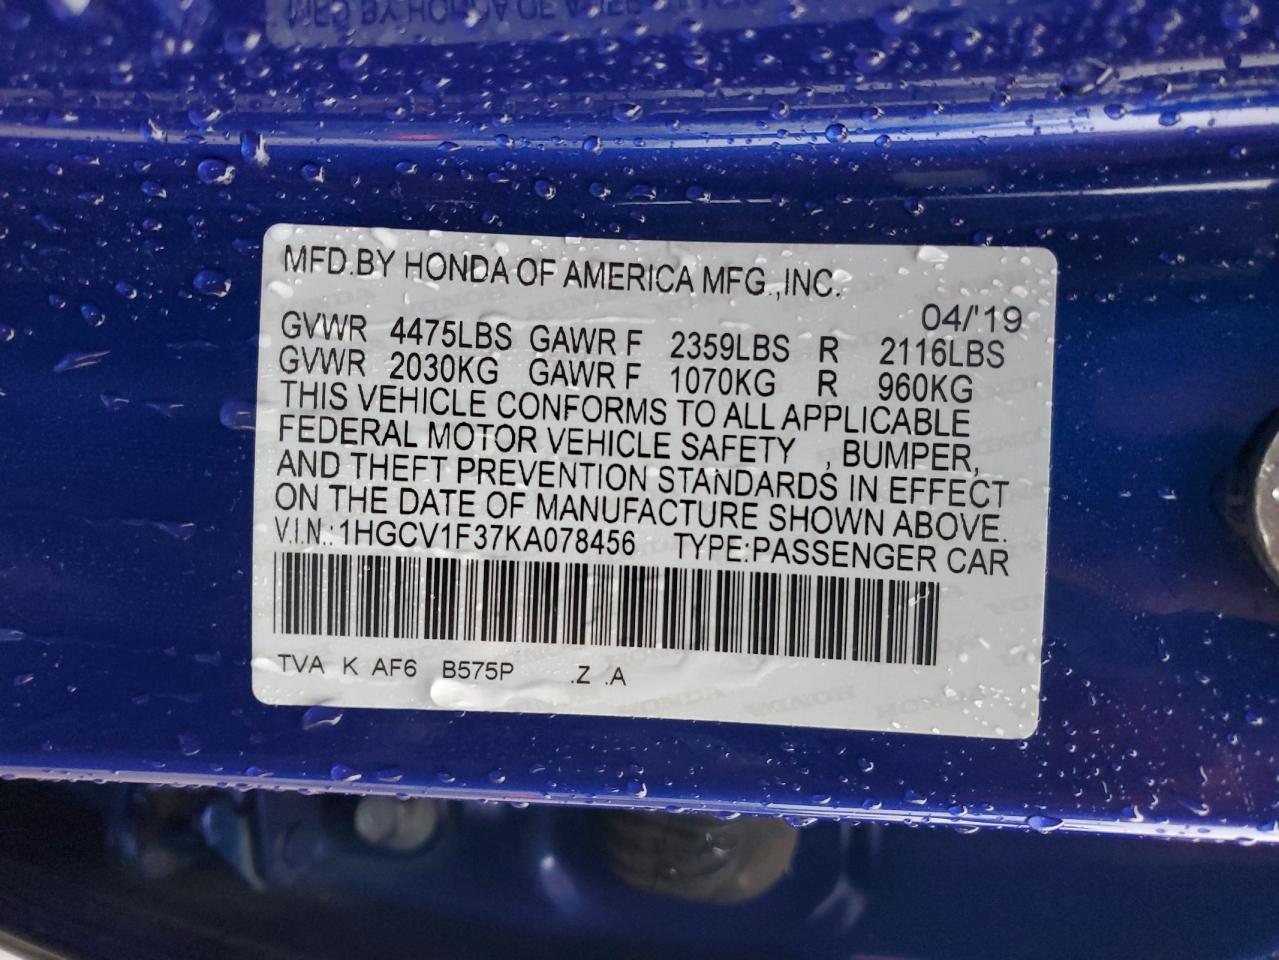 MFD.BY HONDA OF AMERICA MFG.,INC.
04/'19
GVWR 4475LBS GAWR F 2359LBS R 2116LBS
GVWR 2030KG GAWR F 1070KG R 960KG
THIS VEHICLE CONFORMS TO ALL APPLICABLE
FEDERAL MOTOR VEHICLE SAFETY , BUMPER,
AND THEFT PREVENTION STANDARDS IN EFFECT
ON THE DATE OF MANUFACTURE SHOWN ABOVE.
V.I.N.: 1HGCV1F37KA078456 TYPE:PASSENGER CAR
TVA K AF6 B575P .Z .A